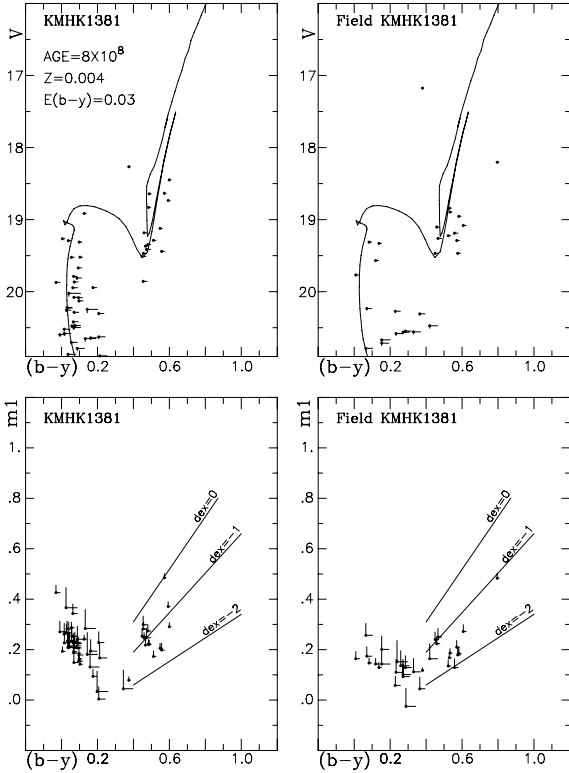 KMHK1381
AGE=8X10^8
Z=0.004
E(b-y)=0.03
V
17
18
19
20
(b-y)
0.2
0.6
1.0
Field KMHK1381
V
17
18
19
20
(b-y)
0.2
0.6
1.0
KMHK1381
m1
1.
.8
.6
.4
.2
.0
dex=0
dex=-1
dex=-2
(b-y)
0.2
0.6
1.0
Field KMHK1381
m1
1.
.8
.6
.4
.2
.0
dex=0
dex=-1
dex=-2
(b-y)
0.2
0.6
1.0